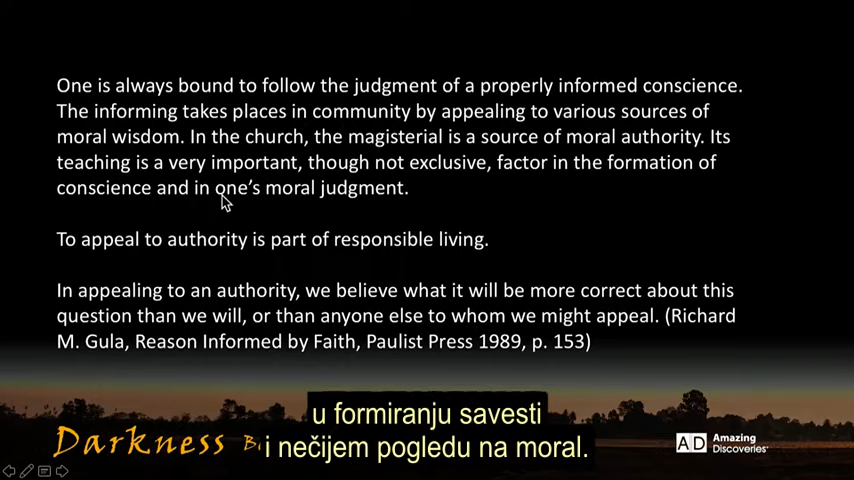 One is always bound to follow the judgment of a properly informed conscience.
The informing takes places in community by appealing to various sources of
moral wisdom. In the church, the magisterial is a source of moral authority. Its
teaching is a very important, though not exclusive, factor in the formation of
conscience and in one's moral judgment.
To appeal to authority is part of responsible living.
In appealing to an authority, we believe what it will be more correct about this
question than we will, or than anyone else to whom we might appeal. (Richard
M. Gula, Reason Informed by Faith, Paulist Press 1989, p. 153)
u formiranju savesti
i nečijem pogledu na moral.
Darkness
AD Amazing
Discoveries